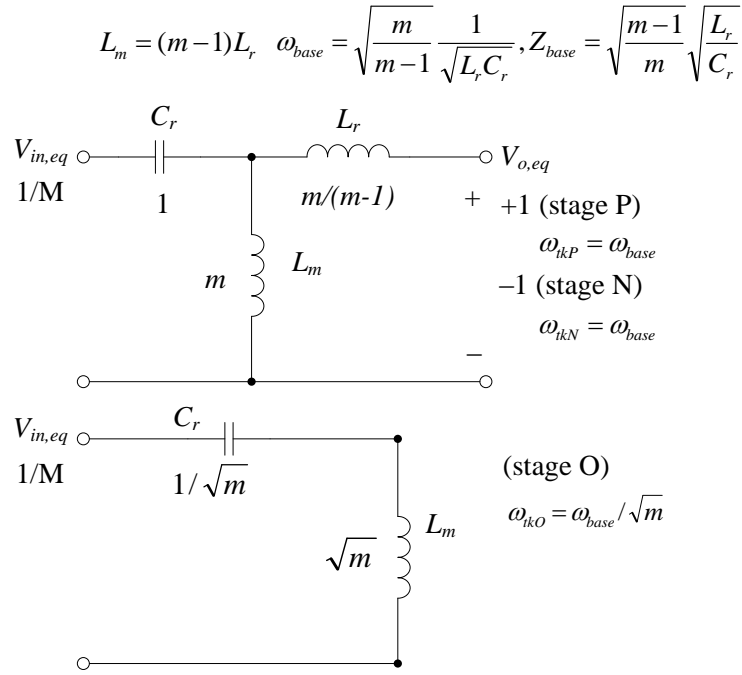 L_m = (m−1)L_r   ω_base = √(m/(m−1)) 1/√(L_r C_r), Z_base = √((m−1)/m) √(L_r/C_r)
C_r
L_r
V_in,eq
V_o,eq
1/M
1
m/(m-1)
+
+1 (stage P)
ω_tkP = ω_base
m
L_m
−1 (stage N)
ω_tkN = ω_base
−
V_in,eq
C_r
1/M
1/√m
(stage O)
ω_tkO = ω_base/√m
L_m
√m